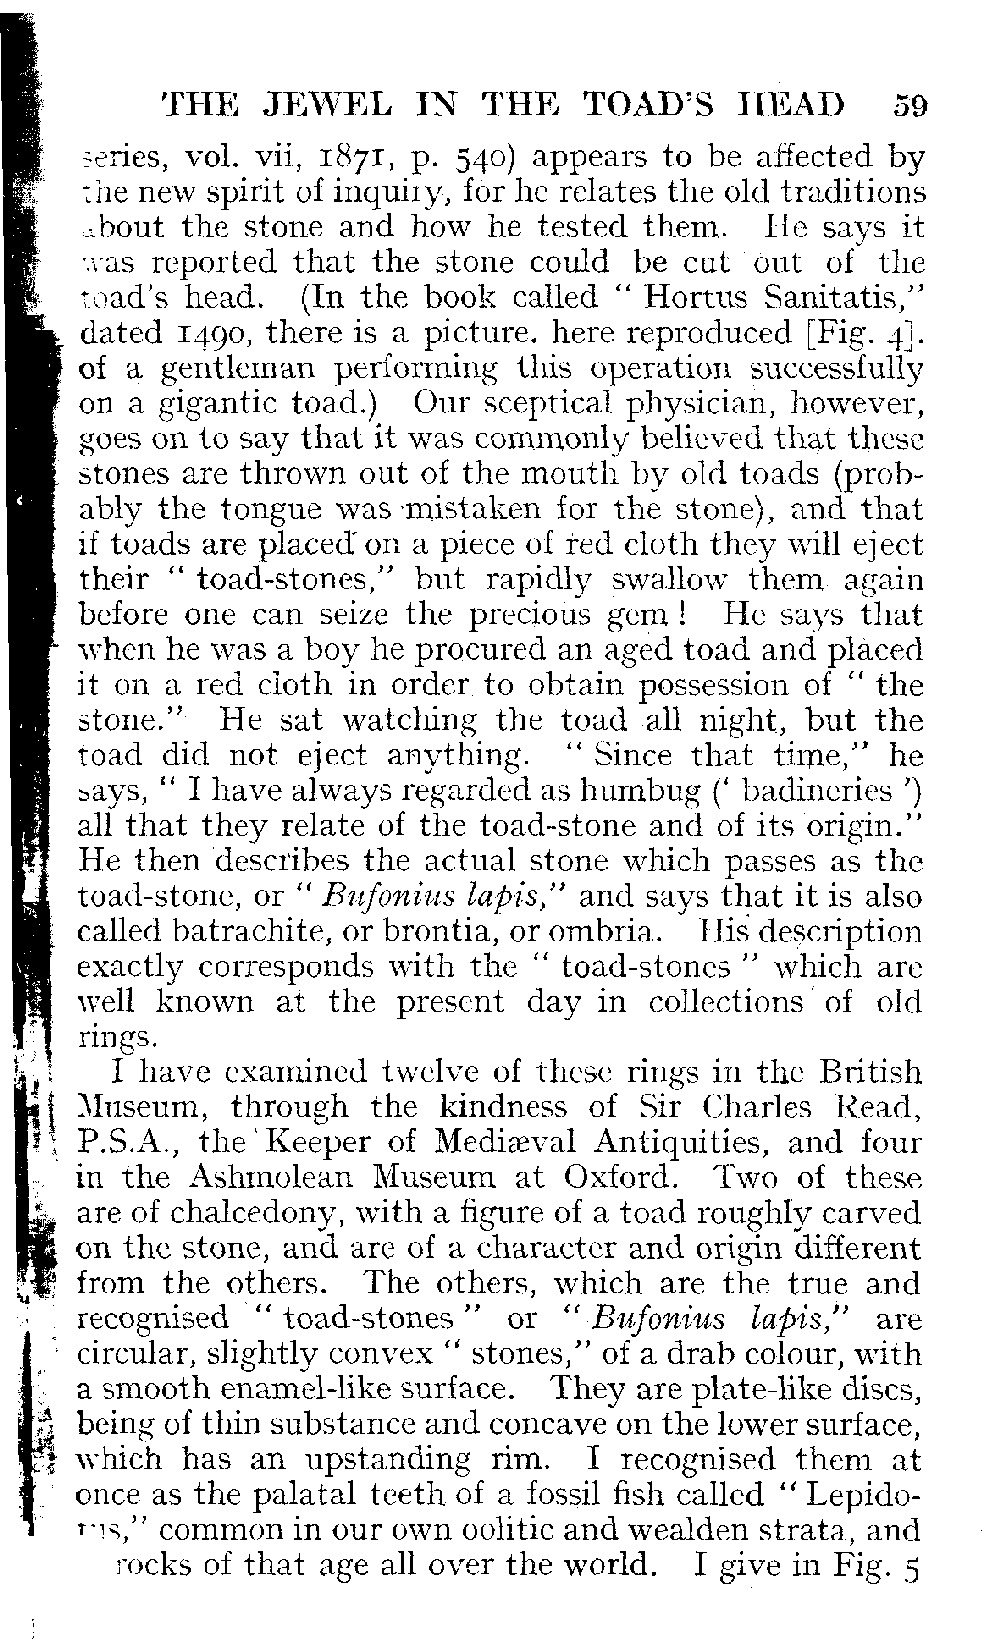 THE JEWEL IN THE TOAD'S HEAD 59
series, vol. vii, 1871, p. 540) appears to be affected by
the new spirit of inquiry, for he relates the old traditions
about the stone and how he tested them. He says it
was reported that the stone could be cut out of the
toad's head. (In the book called " Hortus Sanitatis,"
dated 1490, there is a picture. here reproduced [Fig. 4].
of a gentleman performing this operation successfully
on a gigantic toad.) Our sceptical physician, however,
goes on to say that it was commonly believed that these
stones are thrown out of the mouth by old toads (prob-
ably the tongue was mistaken for the stone), and that
if toads are placed on a piece of red cloth they will eject
their " toad-stones," but rapidly swallow them again
before one can seize the precious gem ! He says that
when he was a boy he procured an aged toad and placed
it on a red cloth in order to obtain possession of " the
stone." He sat watching the toad all night, but the
toad did not eject anything. " Since that time," he
says, " I have always regarded as humbug (' badineries ')
all that they relate of the toad-stone and of its origin."
He then describes the actual stone which passes as the
toad-stone, or " Bufonius lapis," and says that it is also
called batrachite, or brontia, or ombria. His description
exactly corresponds with the " toad-stones " which are
well known at the present day in collections of old
rings.
I have examined twelve of these rings in the British
Museum, through the kindness of Sir Charles Read,
P.S.A., the Keeper of Mediæval Antiquities, and four
in the Ashmolean Museum at Oxford. Two of these
are of chalcedony, with a figure of a toad roughly carved
on the stone, and are of a character and origin different
from the others. The others, which are the true and
recognised " toad-stones " or " Bufonius lapis," are
circular, slightly convex " stones," of a drab colour, with
a smooth enamel-like surface. They are plate-like discs,
being of thin substance and concave on the lower surface,
which has an upstanding rim. I recognised them at
once as the palatal teeth of a fossil fish called " Lepido-
tus," common in our own oolitic and wealden strata, and
rocks of that age all over the world. I give in Fig. 5